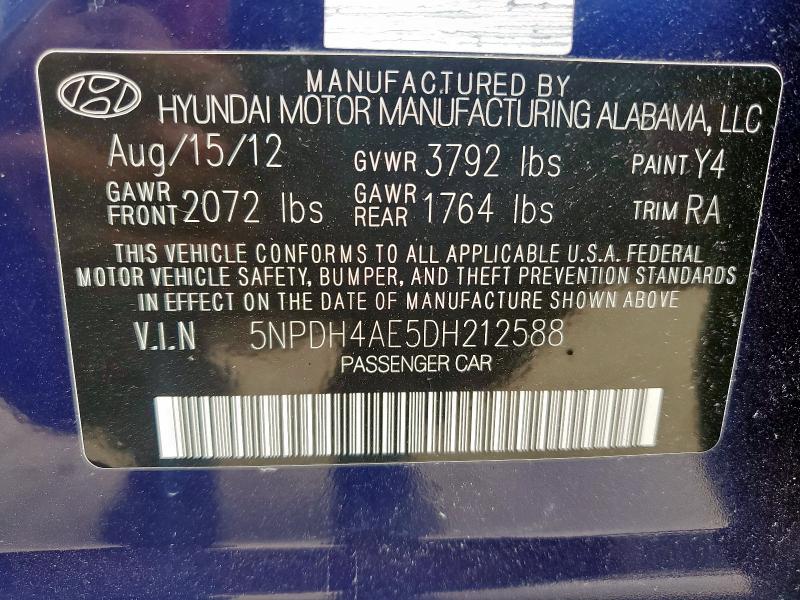 MANUFACTURED BY
HYUNDAI MOTOR MANUFACTURING ALABAMA, LLC
Aug/15/12 GVWR 3792 lbs PAINT Y4
GAWR FRONT 2072 lbs GAWR REAR 1764 lbs TRIM RA
THIS VEHICLE CONFORMS TO ALL APPLICABLE U.S.A. FEDERAL
MOTOR VEHICLE SAFETY, BUMPER, AND THEFT PREVENTION STANDARDS
IN EFFECT ON THE DATE OF MANUFACTURE SHOWN ABOVE
V.I.N 5NPDH4AE5DH212588
PASSENGER CAR